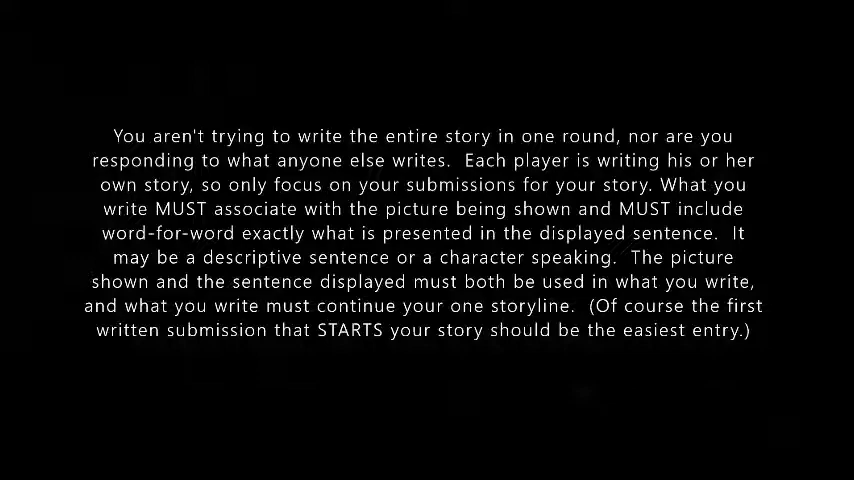 You aren't trying to write the entire story in one round, nor are you
responding to what anyone else writes.  Each player is writing his or her
own story, so only focus on your submissions for your story. What you
write MUST associate with the picture being shown and MUST include
word-for-word exactly what is presented in the displayed sentence.  It
may be a descriptive sentence or a character speaking.  The picture
shown and the sentence displayed must both be used in what you write,
and what you write must continue your one storyline.  (Of course the first
written submission that STARTS your story should be the easiest entry.)